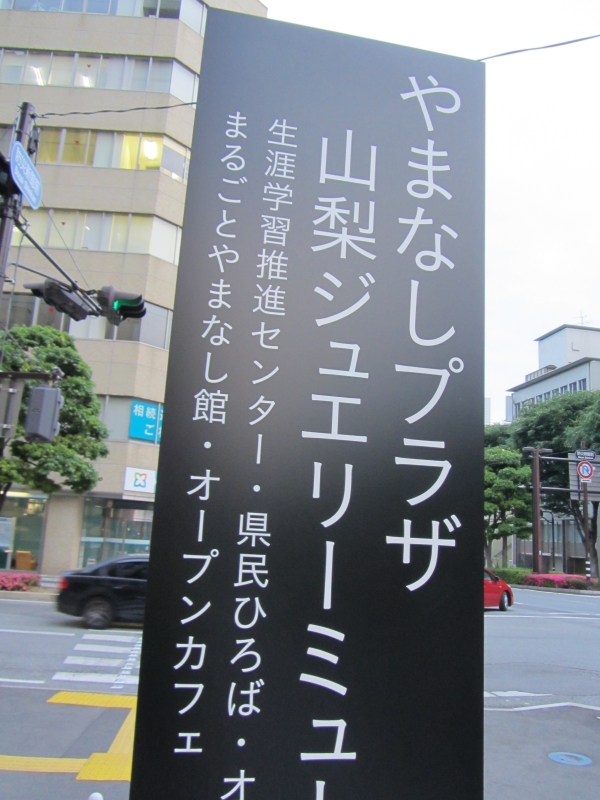 やまなしプラザ
山梨ジュエリーミュー
生涯学習推進センター・県民ひろば・オ
まるごとやまなし館・オープンカフェ
相続